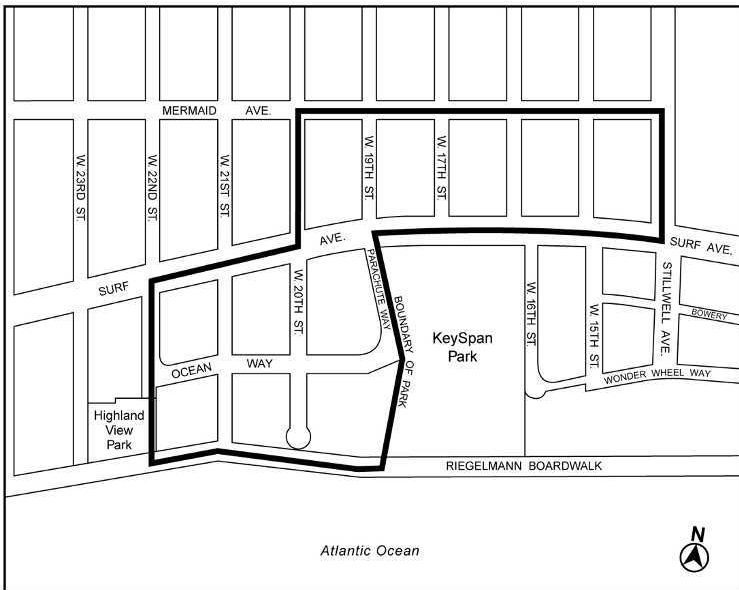 MERMAID AVE.
W. 23RD ST.
W. 22ND ST.
W. 21ST ST.
W. 19TH ST.
W. 17TH ST.
AVE.
SURF AVE.
SURF
W. 20TH ST.
PARACHUTE WAY
BOUNDARY OF PARK
W. 16TH ST.
W. 15TH ST.
STILLWELL AVE.
BOWERY
KeySpan
Park
OCEAN WAY
WONDER WHEEL WAY
Highland
View
Park
RIEGELMANN BOARDWALK
Atlantic Ocean
N